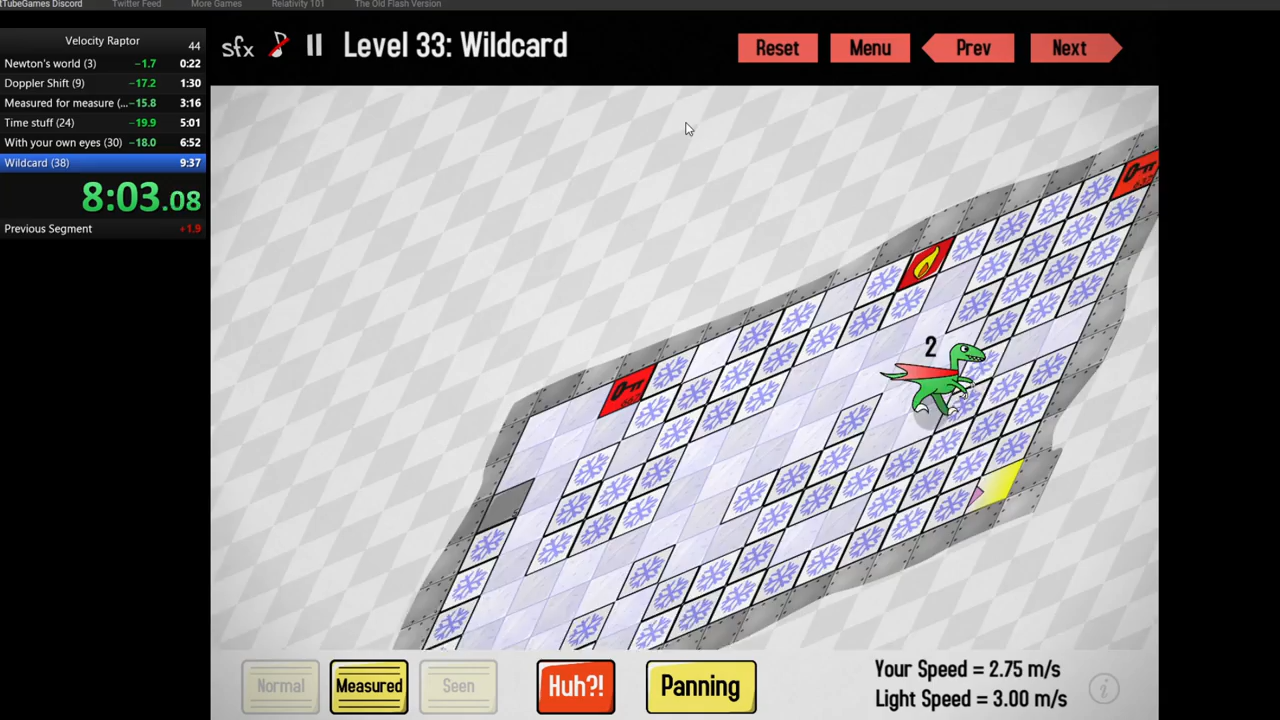 tTubeGames Discord Twitter Feed More Games Relativity 101 The Old Flash Version
Velocity Raptor 44
Newton's world (3) −1.7 0:22
Doppler Shift (9) −17.2 1:30
Measured for measure (... −15.8 3:16
Time stuff (24) −19.9 5:01
With your own eyes (30) −18.0 6:52
Wildcard (38) 9:37
8:03.08
Previous Segment +1.9
sfx Level 33: Wildcard Reset Menu Prev Next
2
Normal Measured Seen Huh?! Panning
Your Speed = 2.75 m/s
Light Speed = 3.00 m/s
i